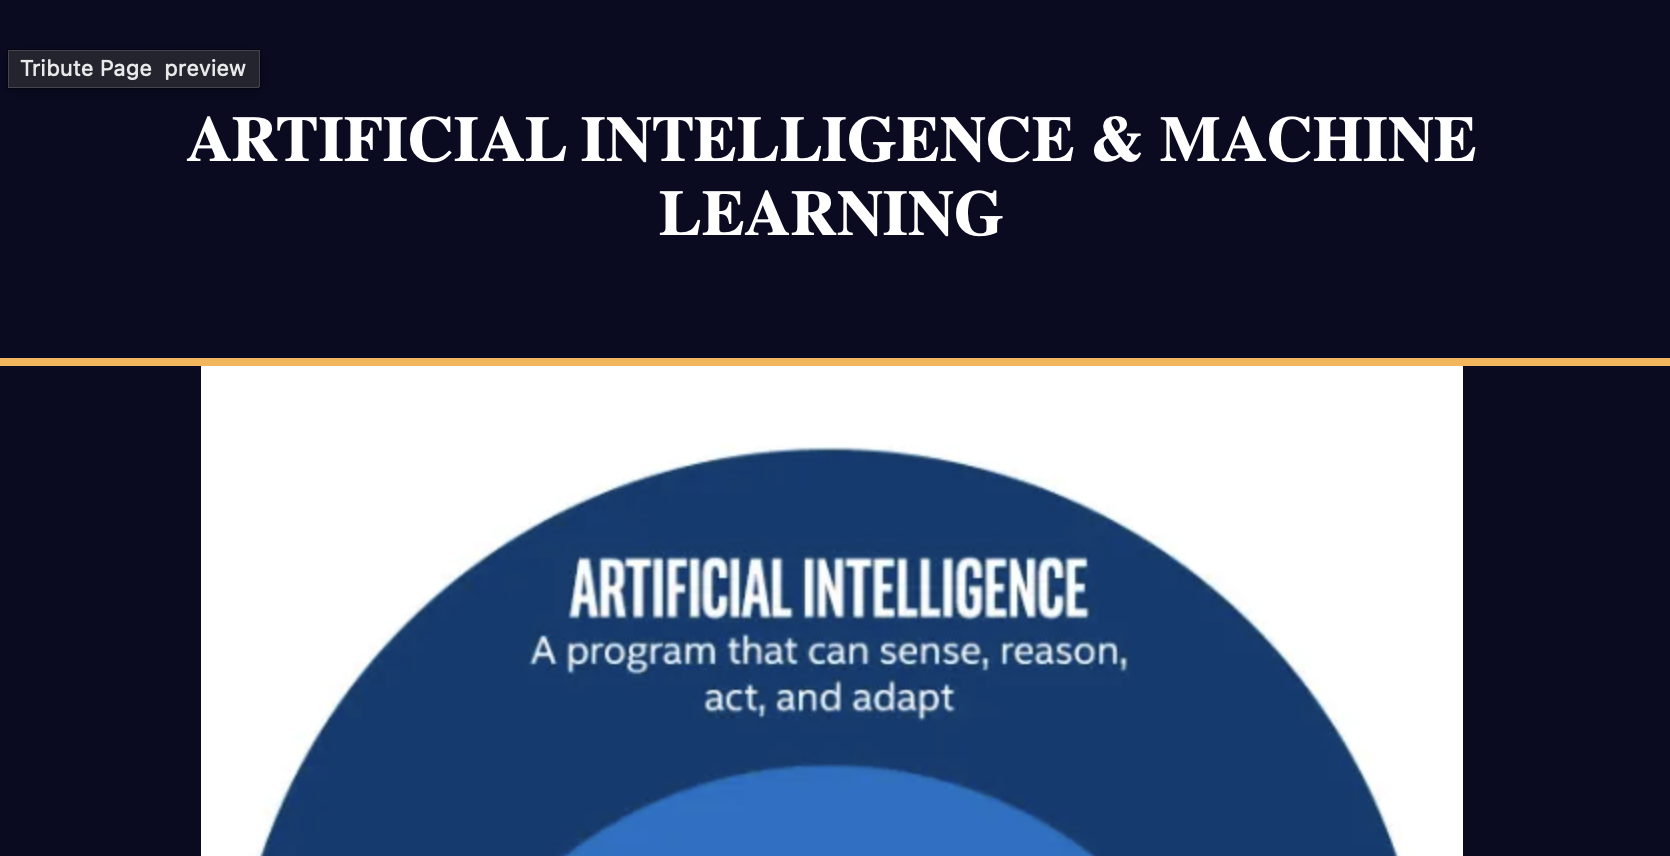 Tribute Page preview
ARTIFICIAL INTELLIGENCE & MACHINE
LEARNING
ARTIFICIAL INTELLIGENCE
A program that can sense, reason,
act, and adapt